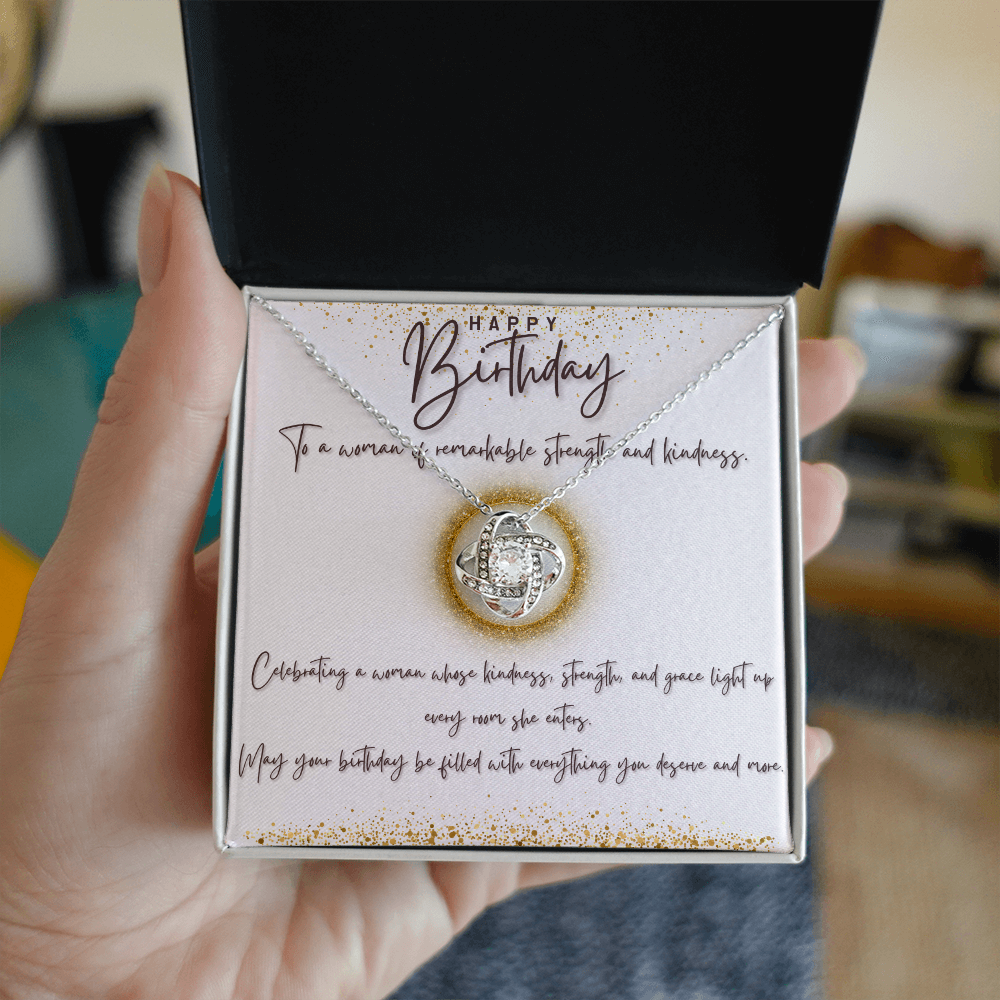 HAPPY
Birthday
To a woman of remarkable strength and kindness.
Celebrating a woman whose kindness, strength, and grace light up
every room she enters.
May your birthday be filled with everything you deserve and more.